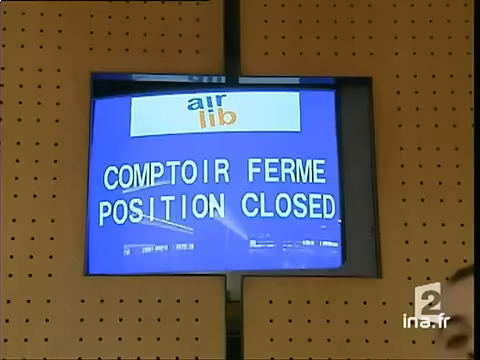 air
lib
COMPTOIR FERME
POSITION CLOSED
2
ina.fr